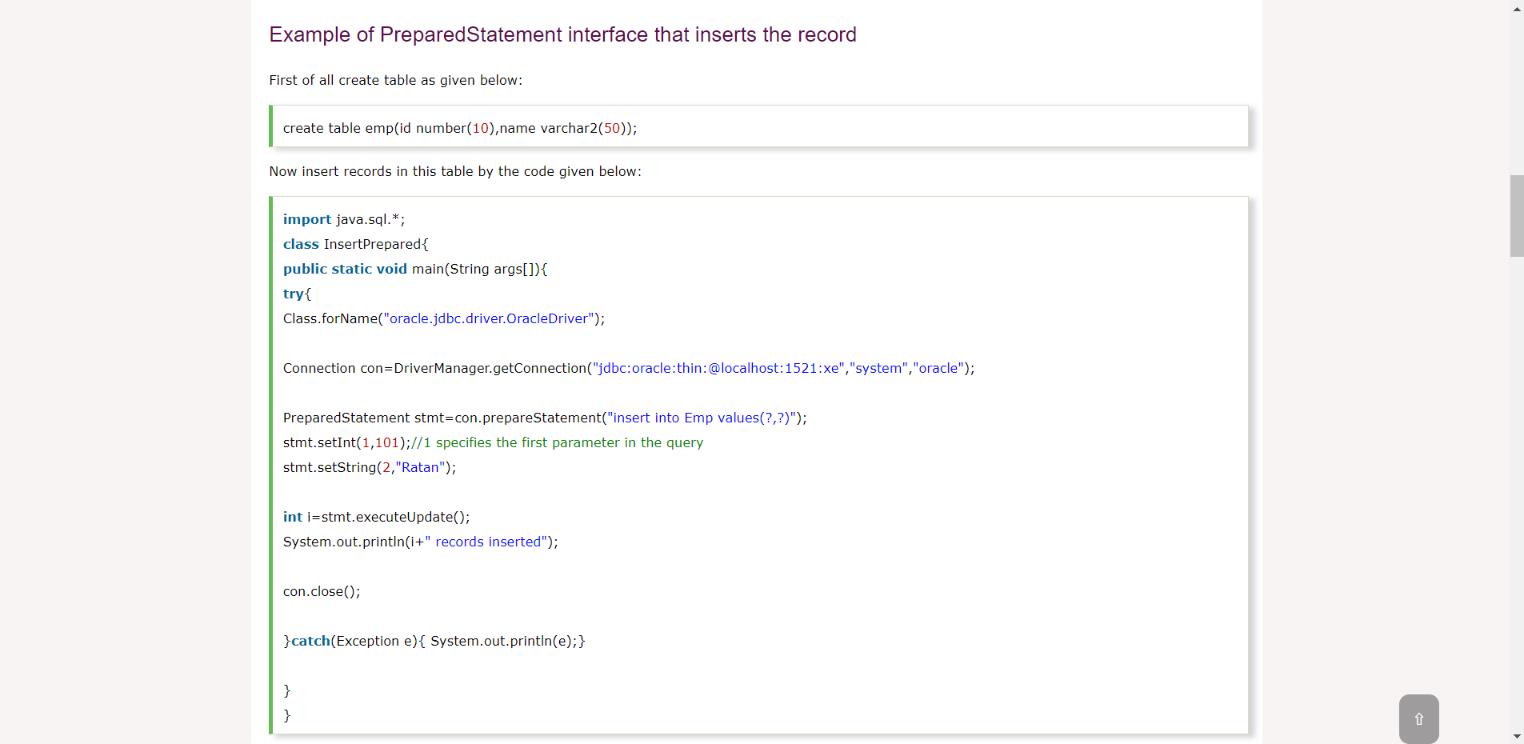 Example of PreparedStatement interface that inserts the record
First of all create table as given below:
create table emp(id number(10),name varchar2(50));
Now insert records in this table by the code given below:
import java.sql.*;
class InsertPrepared{
public static void main(String args[]){
try{
Class.forName("oracle.jdbc.driver.OracleDriver");
Connection con=DriverManager.getConnection("jdbc:oracle:thin:@localhost:1521:xe","system","oracle");
PreparedStatement stmt=con.prepareStatement("insert into Emp values(?,?)");
stmt.setInt(1,101);//1 specifies the first parameter in the query
stmt.setString(2,"Ratan");
int i=stmt.executeUpdate();
System.out.println(i+" records inserted");
con.close();
}catch(Exception e){ System.out.println(e);}
}
}